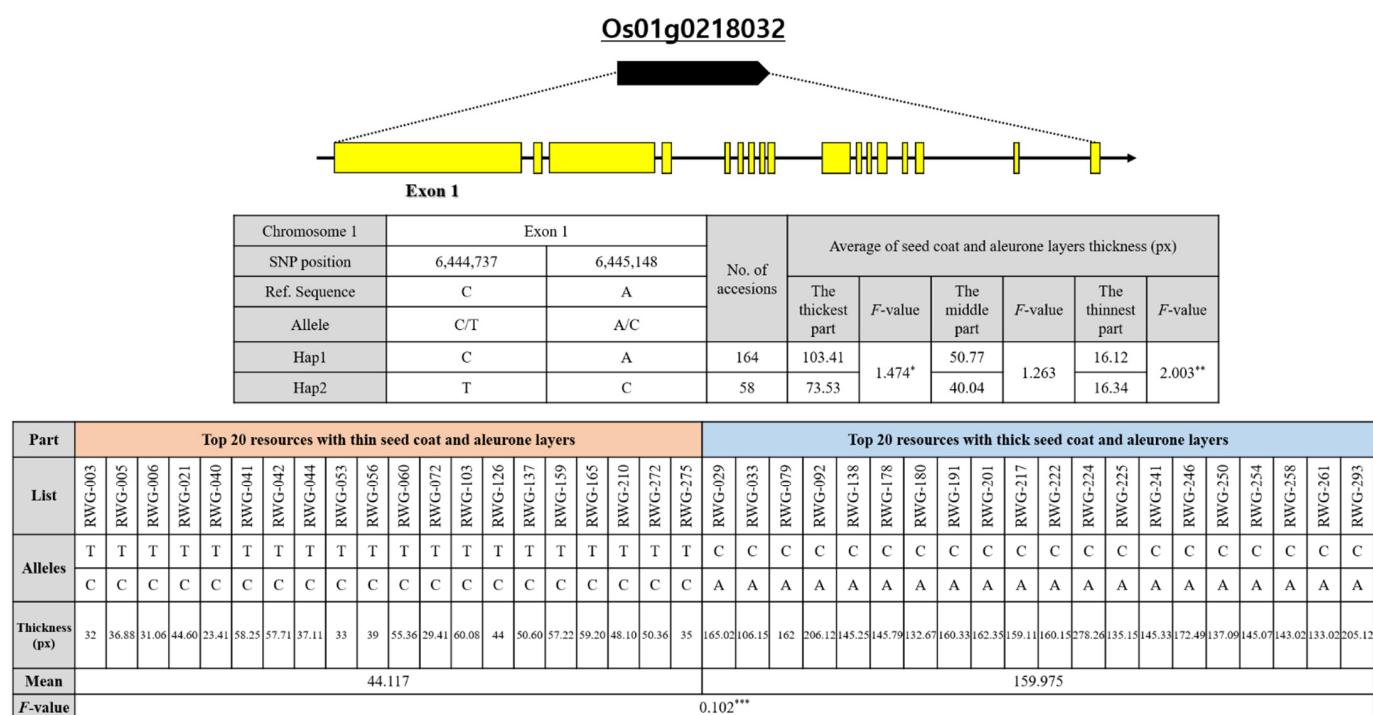 Os01g0218032
Exon 1
Chromosome 1 Exon 1 No. of accesions Average of seed coat and aleurone layers thickness (px)
SNP position 6,444,737 6,445,148
Ref. Sequence C A The thickest part F-value The middle part F-value The thinnest part F-value
Allele C/T A/C
Hap1 C A 164 103.41 1.474* 50.77 1.263 16.12 2.003**
Hap2 T C 58 73.53 40.04 16.34
Part Top 20 resources with thin seed coat and aleurone layers Top 20 resources with thick seed coat and aleurone layers
List RWG-003 RWG-005 RWG-006 RWG-021 RWG-040 RWG-041 RWG-042 RWG-044 RWG-053 RWG-056 RWG-060 RWG-072 RWG-103 RWG-126 RWG-137 RWG-159 RWG-165 RWG-210 RWG-272 RWG-275 RWG-029 RWG-033 RWG-079 RWG-092 RWG-138 RWG-178 RWG-180 RWG-191 RWG-201 RWG-217 RWG-222 RWG-224 RWG-225 RWG-241 RWG-246 RWG-250 RWG-254 RWG-258 RWG-261 RWG-293
Alleles T T T T T T T T T T T T T T T T T T T T C C C C C C C C C C C C C C C C C C C C
C C C C C C C C C C C C C C C C C C C C A A A A A A A A A A A A A A A A A A A A
Thickness (px) 32 36.88 31.06 44.60 23.41 58.25 57.71 37.11 33 39 55.36 29.41 60.08 44 50.60 57.22 59.20 48.10 50.36 35 165.02 106.15 162 206.12 145.25 145.79 132.67 160.33 162.35 159.11 160.15 278.26 135.15 145.33 172.49 137.09 145.07 143.02 133.02 205.12
Mean 44.117 159.975
F-value 0.102***